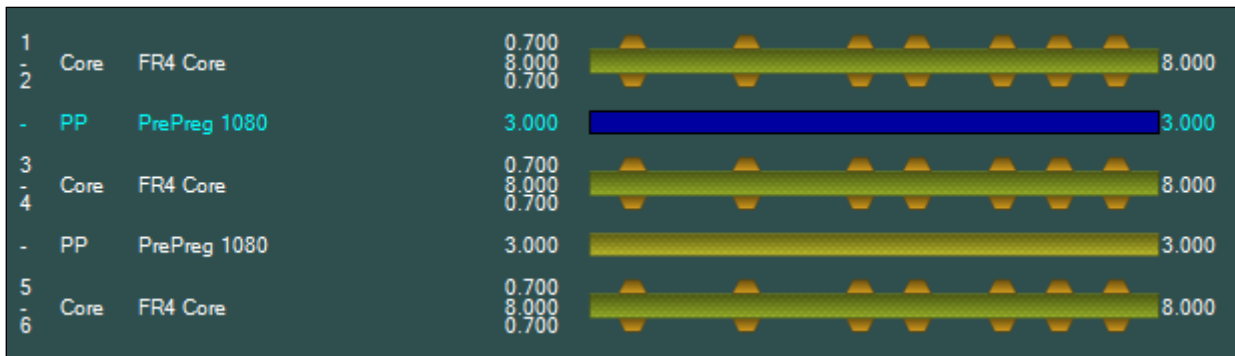 1 0.700
- Core FR4 Core 8.000 8.000
2 0.700
- PP PrePreg 1080 3.000 3.000
3 0.700
- Core FR4 Core 8.000 8.000
4 0.700
- PP PrePreg 1080 3.000 3.000
5 0.700
- Core FR4 Core 8.000 8.000
6 0.700